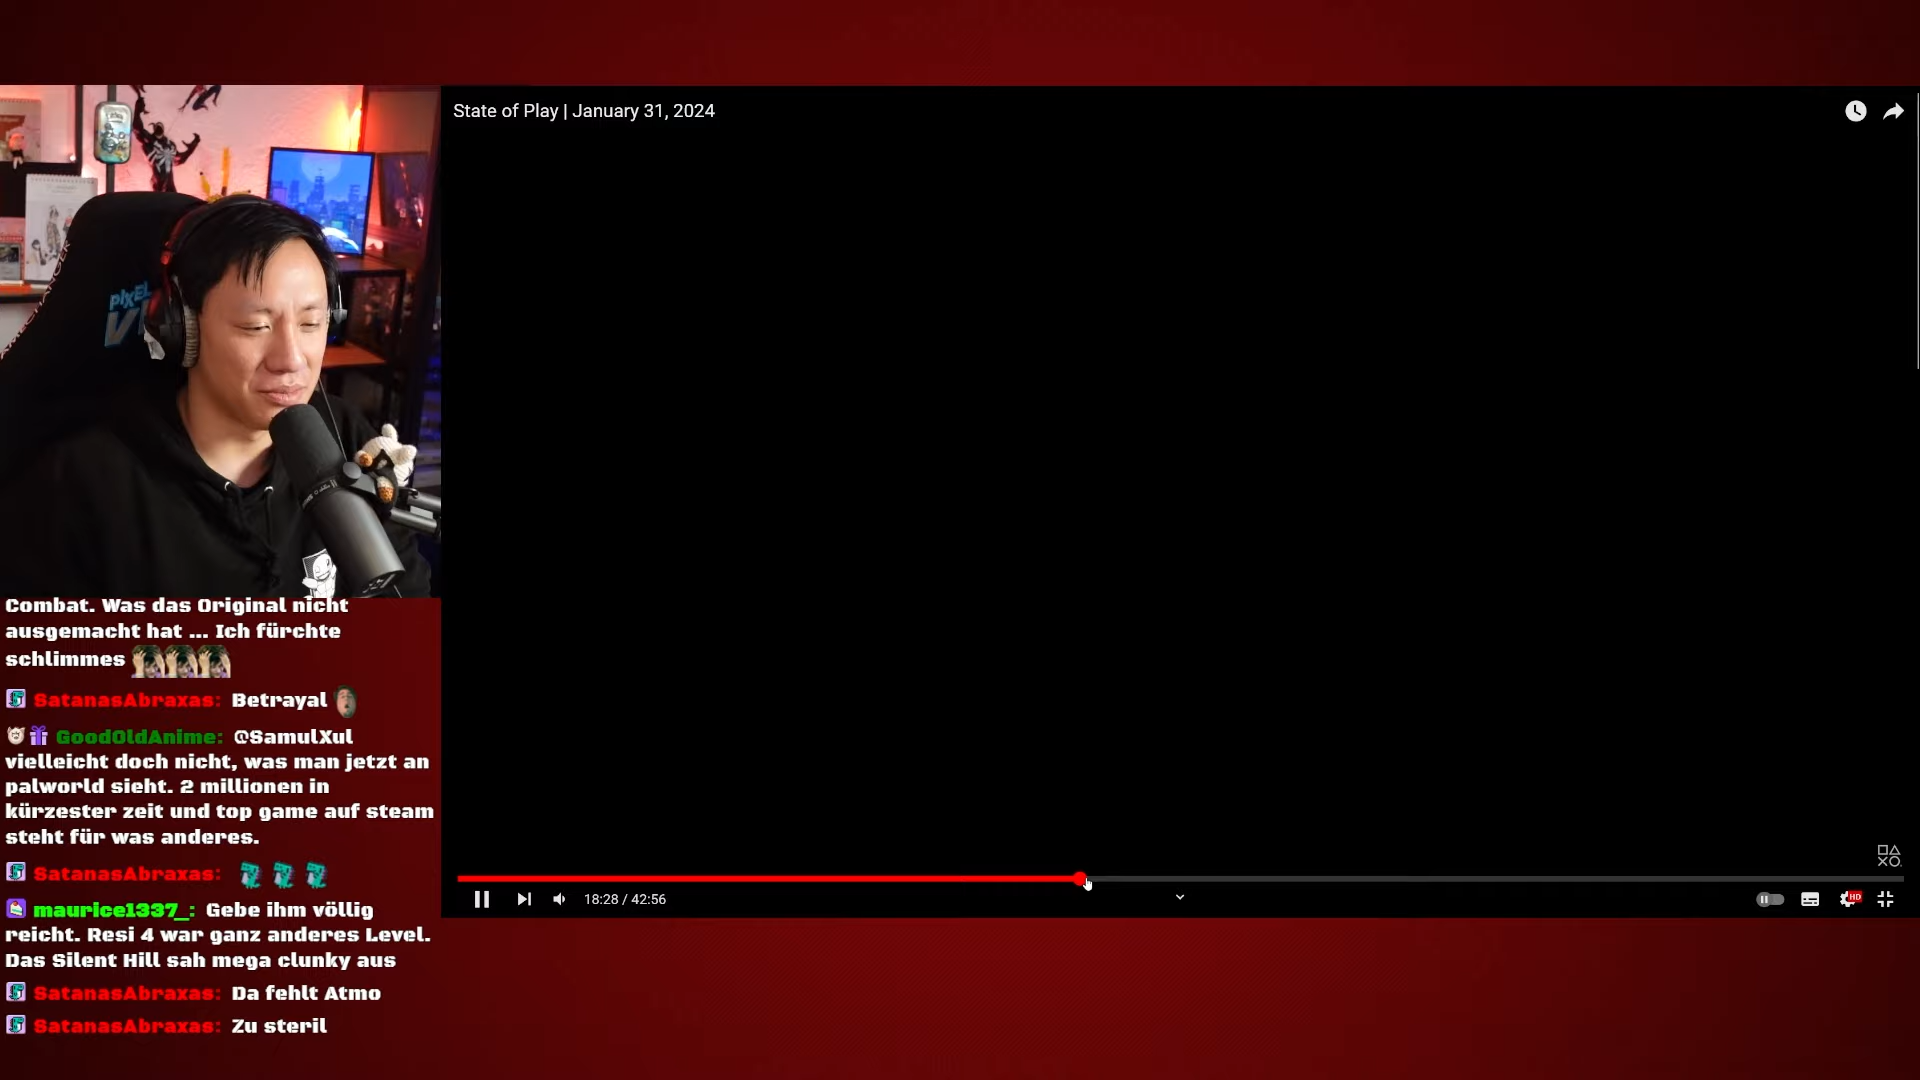 State of Play | January 31, 2024
PIXEL
Combat. Was das Original nicht
ausgemacht hat ... Ich fürchte
schlimmes
SatanasAbraxas: Betrayal
GoodOldAnime: @SamulXul
vielleicht doch nicht, was man jetzt an
palworld sieht. 2 millionen in
kürzester zeit und top game auf steam
steht für was anderes.
SatanasAbraxas:
maurice1337_: Gebe ihm völlig
reicht. Resi 4 war ganz anderes Level.
Das Silent Hill sah mega clunky aus
SatanasAbraxas: Da fehlt Atmo
SatanasAbraxas: Zu steril
18:28 / 42:56
HD